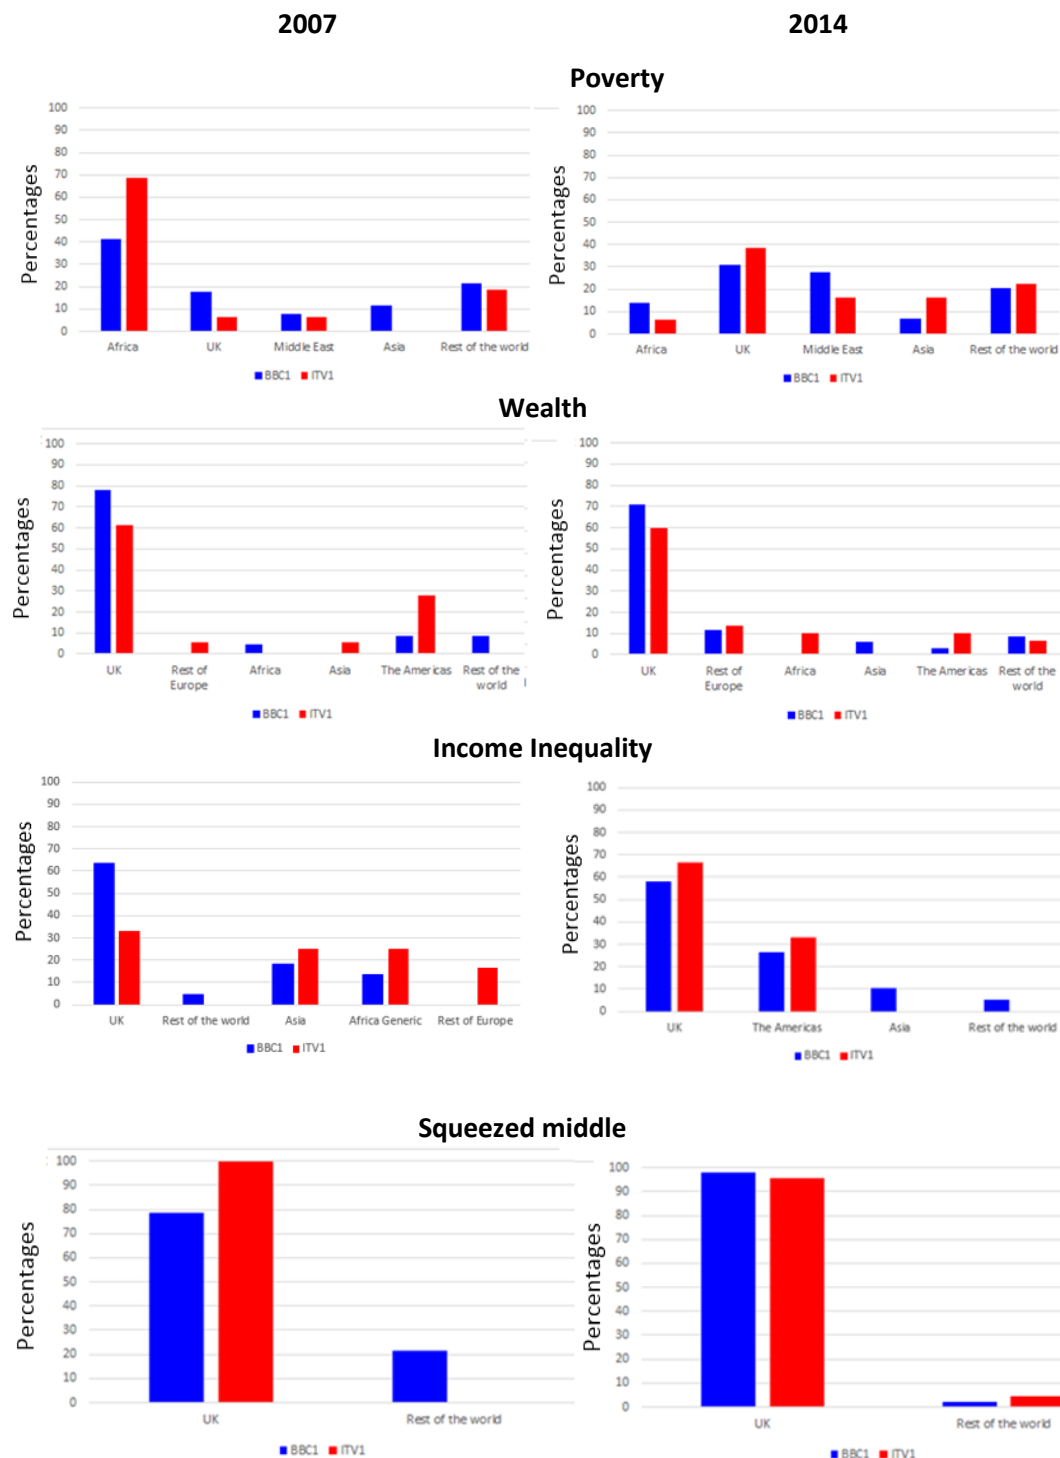 2007 2014
Poverty
Percentages
100
90
80
70
60
50
40
30
20
10
0
Africa UK Middle East Asia Rest of the world
BBC1 ITV1
Percentages
100
90
80
70
60
50
40
30
20
10
0
Africa UK Middle East Asia Rest of the world
BBC1 ITV1
Wealth
Percentages
100
90
80
70
60
50
40
30
20
10
0
UK Rest of Africa Asia The Americas Rest of the
Europe world
BBC1 ITV1
Percentages
100
90
80
70
60
50
40
30
20
10
0
UK Rest of Africa Asia The Americas Rest of the
Europe world
BBC1 ITV1
Income Inequality
Percentages
100
90
80
70
60
50
40
30
20
10
0
UK Rest of the world Asia Africa Generic Rest of Europe
BBC1 ITV1
Percentages
100
90
80
70
60
50
40
30
20
10
0
UK The Americas Asia Rest of the world
BBC1 ITV1
Squeezed middle
Percentages
100
90
80
70
60
50
40
30
20
10
0
UK Rest of the world
BBC1 ITV1
Percentages
100
90
80
70
60
50
40
30
20
10
0
UK Rest of the world
BBC1 ITV1